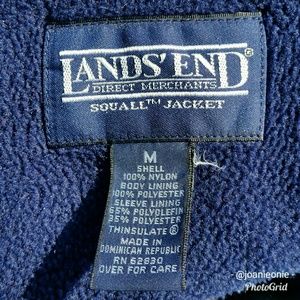 LANDS' END®
DIRECT MERCHANTS
SQUALL™ JACKET
M
SHELL
100% NYLON
BODY LINING
100% POLYESTER
SLEEVE LINING
65% POLYOLEFIN
35% POLYESTER
THINSULATE®
MADE IN
DOMINICAN REPUBLIC
RN 62830
OVER FOR CARE
@joanieonie -
PhotoGrid